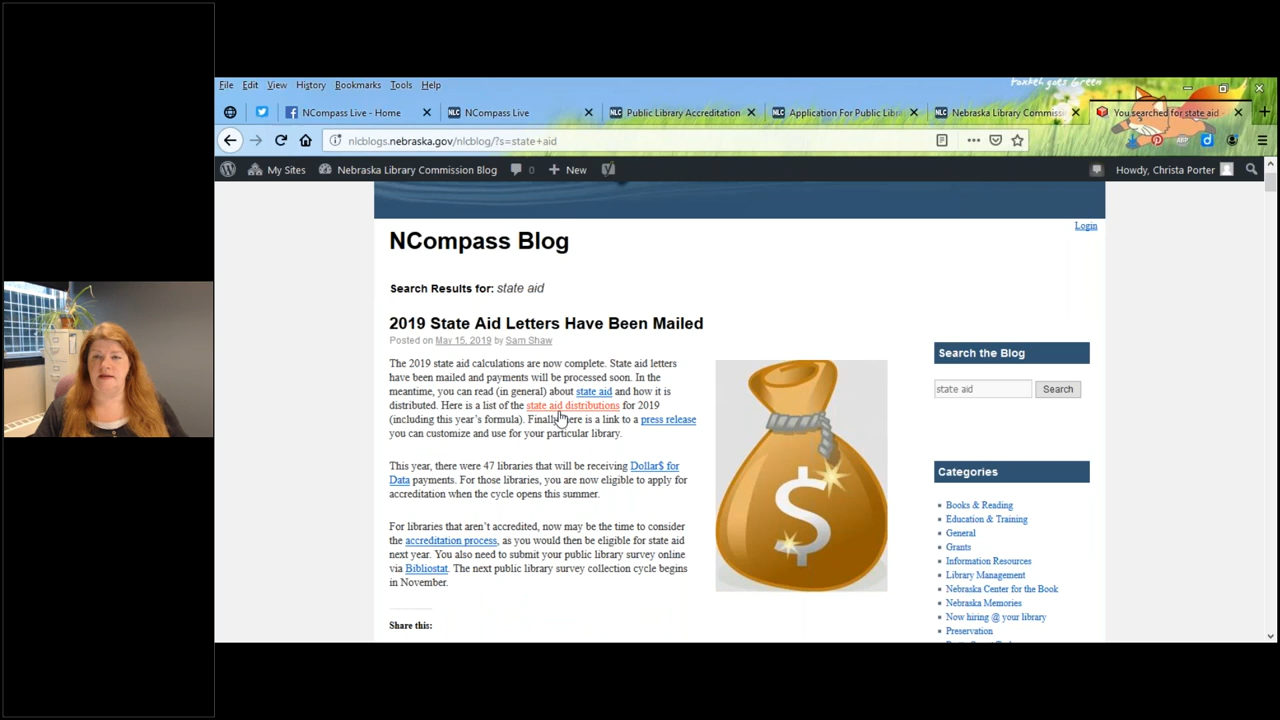 Foxkeh goes Green
File Edit View History Bookmarks Tools Help
NCompass Live - Home
NLC NCompass Live
NLC Public Library Accreditation
NLC Application For Public Libr
NLC Nebraska Library Commiss
You searched for state aid
nlcblogs.nebraska.gov/nlcblog/?s=state+aid
My Sites Nebraska Library Commission Blog 0 New Howdy, Christa Porter
Login
NCompass Blog
Search Results for: state aid
2019 State Aid Letters Have Been Mailed
Posted on May 15, 2019 by Sam Shaw
The 2019 state aid calculations are now complete. State aid letters
have been mailed and payments will be processed soon. In the
meantime, you can read (in general) about state aid and how it is
distributed. Here is a list of the state aid distributions for 2019
(including this year's formula). Finally here is a link to a press release
you can customize and use for your particular library.
This year, there were 47 libraries that will be receiving Dollar$ for
Data payments. For those libraries, you are now eligible to apply for
accreditation when the cycle opens this summer.
For libraries that aren't accredited, now may be the time to consider
the accreditation process, as you would then be eligible for state aid
next year. You also need to submit your public library survey online
via Bibliostat. The next public library survey collection cycle begins
in November.
Share this:
$
Search the Blog
state aid Search
Categories
Books & Reading
Education & Training
General
Grants
Information Resources
Library Management
Nebraska Center for the Book
Nebraska Memories
Now hiring @ your library
Preservation